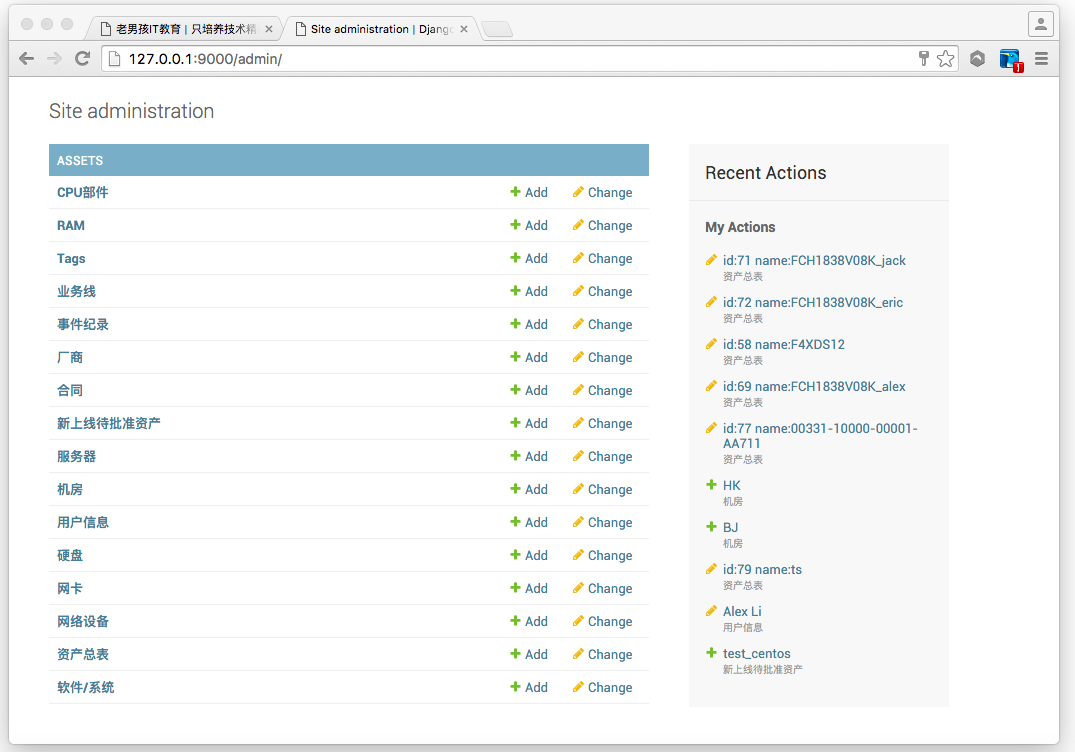 老男孩IT教育 | 只培养技术精
Site administration | Djang
127.0.0.1:9000/admin/
Site administration
ASSETS
CPU部件 Add Change
RAM Add Change
Tags Add Change
业务线 Add Change
事件纪录 Add Change
厂商 Add Change
合同 Add Change
新上线待批准资产 Add Change
服务器 Add Change
机房 Add Change
用户信息 Add Change
硬盘 Add Change
网卡 Add Change
网络设备 Add Change
资产总表 Add Change
软件/系统 Add Change
Recent Actions
My Actions
id:71 name:FCH1838V08K_jack
资产总表
id:72 name:FCH1838V08K_eric
资产总表
id:58 name:F4XDS12
资产总表
id:69 name:FCH1838V08K_alex
资产总表
id:77 name:00331-10000-00001-
AA711
资产总表
HK
机房
BJ
机房
id:79 name:ts
资产总表
Alex Li
用户信息
test_centos
新上线待批准资产